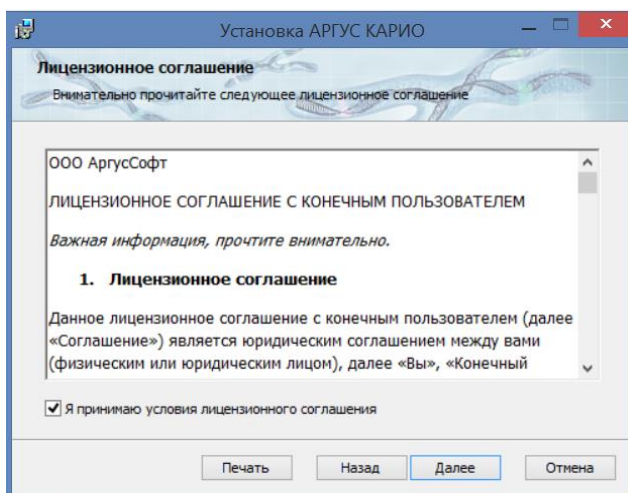 Установка АРГУС КАРИО
Лицензионное соглашение
Внимательно прочитайте следующее лицензионное соглашение
ООО АргусСофт
ЛИЦЕНЗИОННОЕ СОГЛАШЕНИЕ С КОНЕЧНЫМ ПОЛЬЗОВАТЕЛЕМ
Важная информация, прочтите внимательно.
1. Лицензионное соглашение
Данное лицензионное соглашение с конечным пользователем (далее
«Соглашение») является юридическим соглашением между вами
(физическим или юридическим лицом), далее «Вы», «Конечный
Я принимаю условия лицензионного соглашения
Печать Назад Далее Отмена